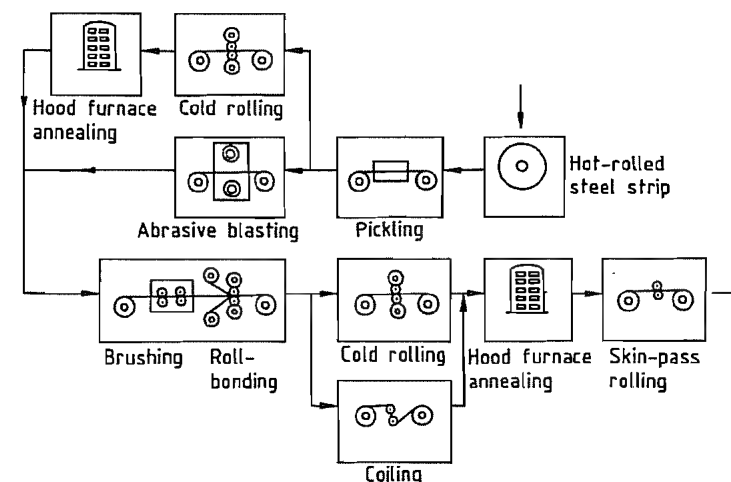 Hood furnace
annealing
Cold rolling
Hot-rolled
steel strip
Abrasive blasting
Pickling
Brushing
Roll-
bonding
Cold rolling
Hood furnace
annealing
Skin-pass
rolling
Coiling